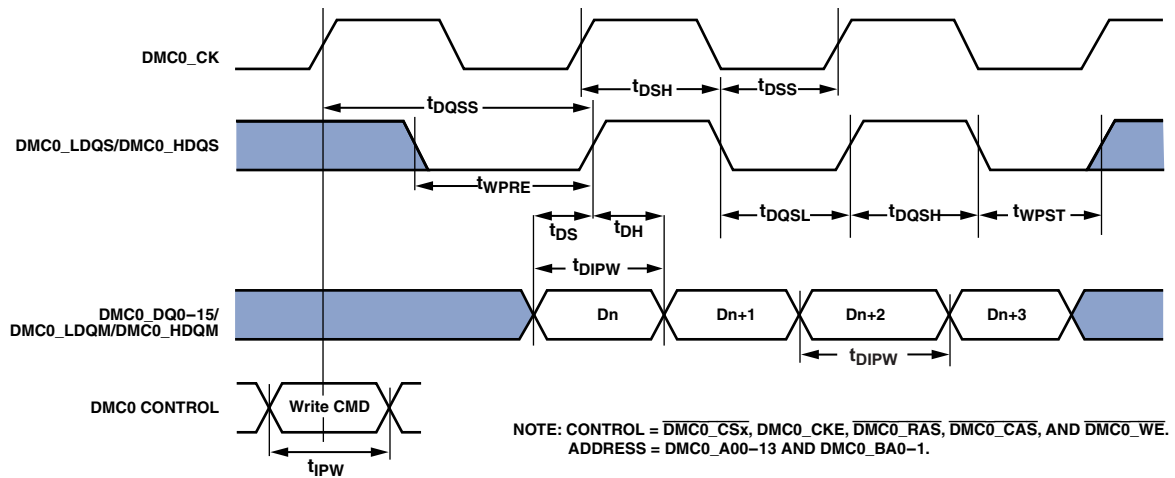 DMC0_CK
tDSH
tDSS
tDQSS
DMC0_LDQS/DMC0_HDQS
tWPRE
tDS
tDH
tDQSL
tDQSH
tWPST
tDIPW
DMC0_DQ0–15/
DMC0_LDQM/DMC0_HDQM
Dn
Dn+1
Dn+2
Dn+3
tDIPW
DMC0 CONTROL
Write CMD
tIPW
NOTE: CONTROL = DMC0_CSx, DMC0_CKE, DMC0_RAS, DMC0_CAS, AND DMC0_WE.
ADDRESS = DMC0_A00–13 AND DMC0_BA0–1.